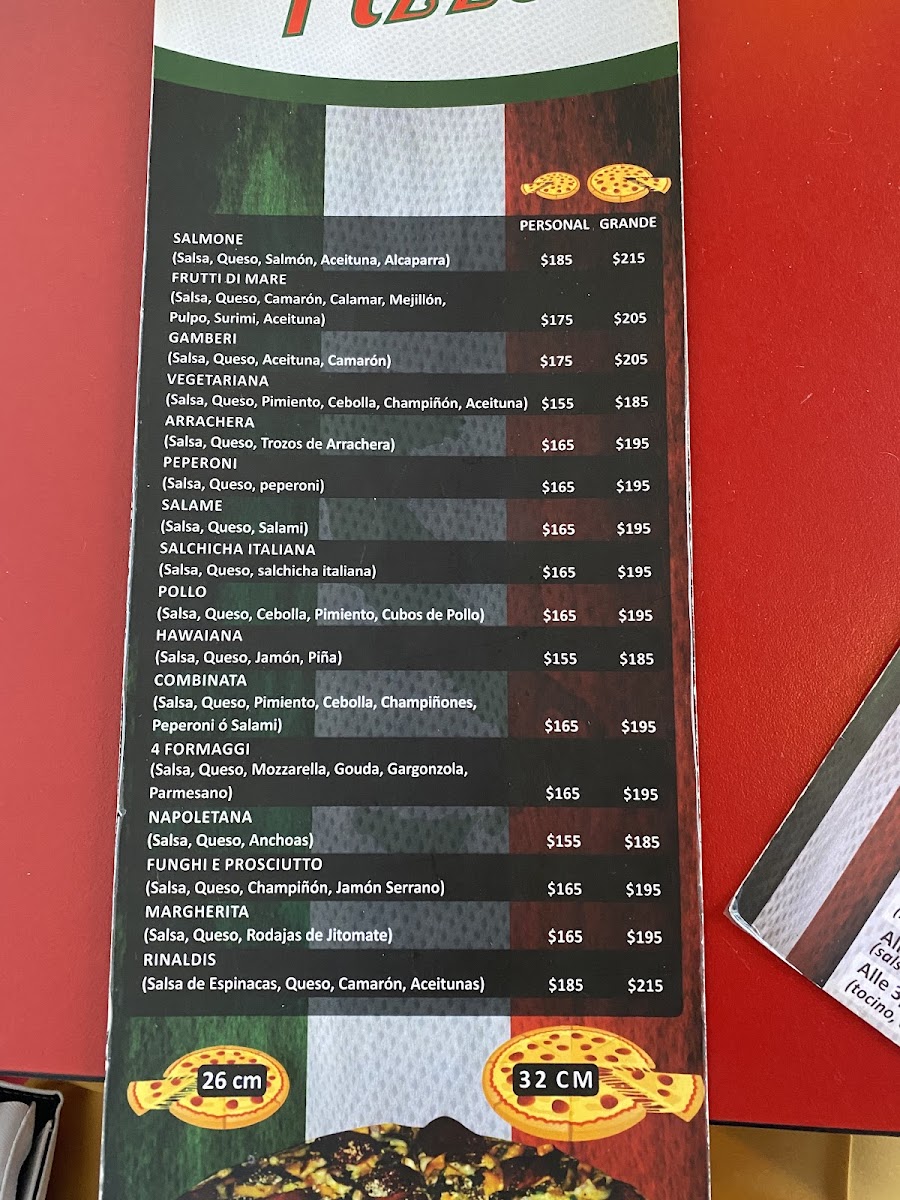 Pizza
PERSONAL GRANDE
SALMONE
(Salsa, Queso, Salmón, Aceituna, Alcaparra) $185 $215
FRUTTI DI MARE
(Salsa, Queso, Camarón, Calamar, Mejillón,
Pulpo, Surimi, Aceituna) $175 $205
GAMBERI
(Salsa, Queso, Aceituna, Camarón) $175 $205
VEGETARIANA
(Salsa, Queso, Pimiento, Cebolla, Champiñón, Aceituna) $155 $185
ARRACHERA
(Salsa, Queso, Trozos de Arrachera) $165 $195
PEPERONI
(Salsa, Queso, peperoni) $165 $195
SALAME
(Salsa, Queso, Salami) $165 $195
SALCHICHA ITALIANA
(Salsa, Queso, salchicha italiana) $165 $195
POLLO
(Salsa, Queso, Cebolla, Pimiento, Cubos de Pollo) $165 $195
HAWAIANA
(Salsa, Queso, Jamón, Piña) $155 $185
COMBINATA
(Salsa, Queso, Pimiento, Cebolla, Champiñones,
Peperoni ó Salami) $165 $195
4 FORMAGGI
(Salsa, Queso, Mozzarella, Gouda, Gargonzola,
Parmesano) $165 $195
NAPOLETANA
(Salsa, Queso, Anchoas) $155 $185
FUNGHI E PROSCIUTTO
(Salsa, Queso, Champiñón, Jamón Serrano) $165 $195
MARGHERITA
(Salsa, Queso, Rodajas de Jitomate) $165 $195
RINALDIS
(Salsa de Espinacas, Queso, Camarón, Aceitunas) $185 $215
26 cm
32 CM
Alle
(tocino,